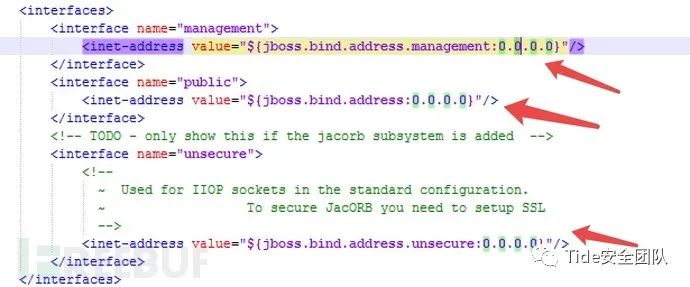 <interfaces>
<interface name="management">
<inet-address value="${jboss.bind.address.management:0.0.0.0}"/>
</interface>
<interface name="public">
<inet-address value="${jboss.bind.address:0.0.0.0}"/>
</interface>
<!-- TODO - only show this if the jacorb subsystem is added  -->
<interface name="unsecure">
<!--
~ Used for IIOP sockets in the standard configuration.
~ To secure JacORB you need to setup SSL
-->
<inet-address value="${jboss.bind.address.unsecure:0.0.0.0}"/>
</interface>
</interfaces>
Tide安全团队